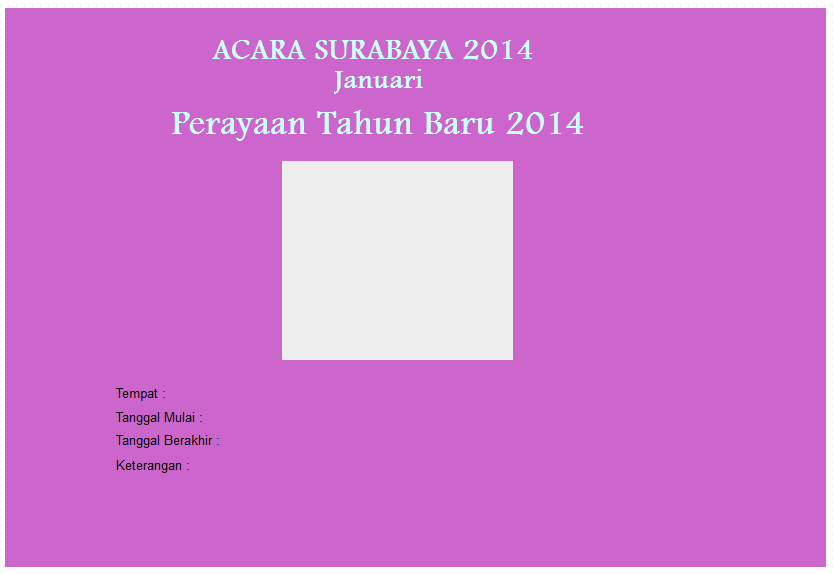 ACARA SURABAYA 2014
Januari
Perayaan Tahun Baru 2014
Tempat :
Tanggal Mulai :
Tanggal Berakhir :
Keterangan :